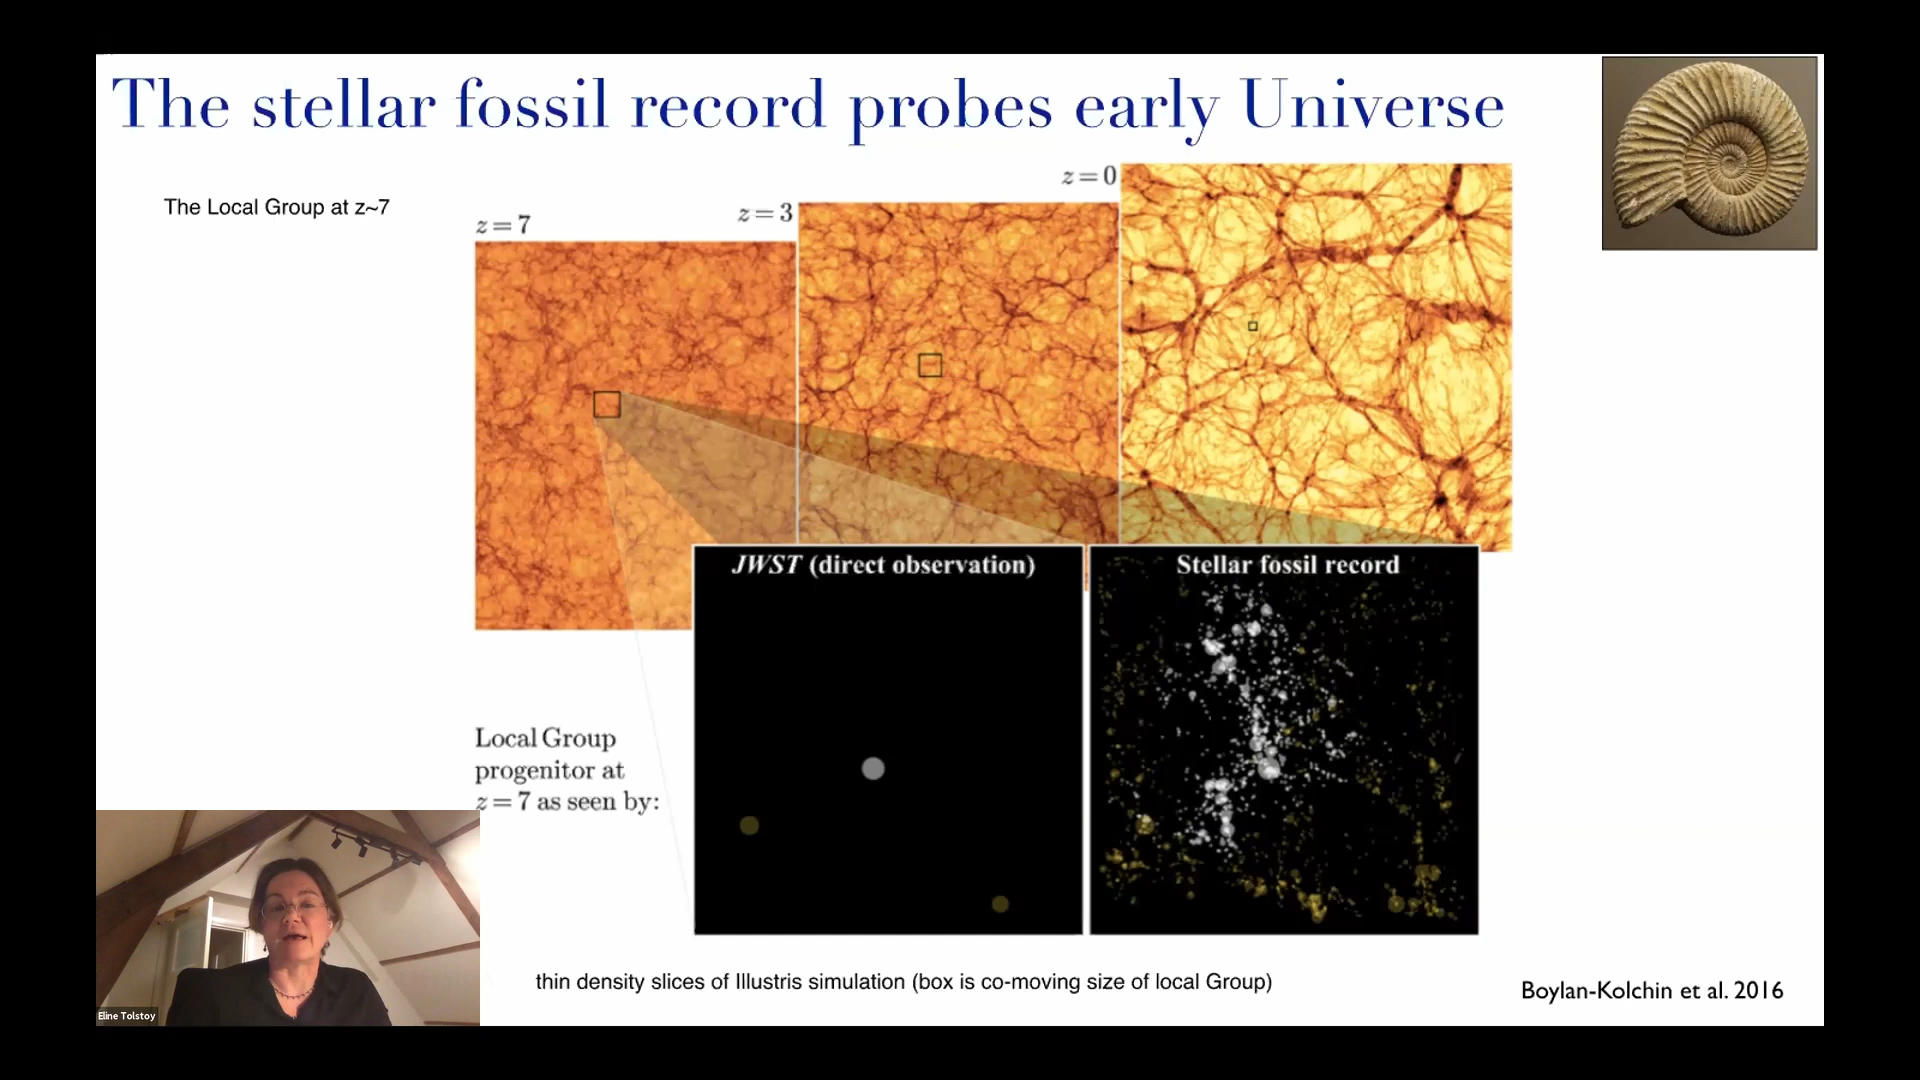 The stellar fossil record probes early Universe
The Local Group at z~7
z = 7
z = 3
z = 0
JWST (direct observation)
Stellar fossil record
Local Group
progenitor at
z = 7 as seen by:
Eline Tolstoy
thin density slices of Illustris simulation (box is co-moving size of local Group)
Boylan-Kolchin et al. 2016